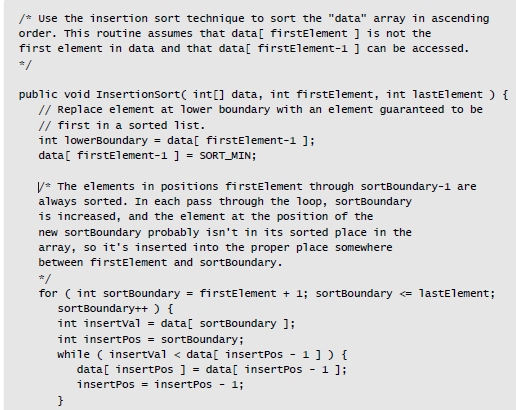 /* Use the insertion sort technique to sort the "data" array in ascending
order. This routine assumes that data[ firstElement ] is not the
first element in data and that data[ firstElement-1 ] can be accessed.
*/
public void InsertionSort( int[] data, int firstElement, int lastElement ) {
// Replace element at lower boundary with an element guaranteed to be
// first in a sorted list.
int lowerBoundary = data[ firstElement-1 ];
data[ firstElement-1 ] = SORT_MIN;
/* The elements in positions firstElement through sortBoundary-1 are
always sorted. In each pass through the loop, sortBoundary
is increased, and the element at the position of the
new sortBoundary probably isn't in its sorted place in the
array, so it's inserted into the proper place somewhere
between firstElement and sortBoundary.
*/
for ( int sortBoundary = firstElement + 1; sortBoundary <= lastElement;
sortBoundary++ ) {
int insertVal = data[ sortBoundary ];
int insertPos = sortBoundary;
while ( insertVal < data[ insertPos - 1 ] ) {
data[ insertPos ] = data[ insertPos - 1 ];
insertPos = insertPos - 1;
}